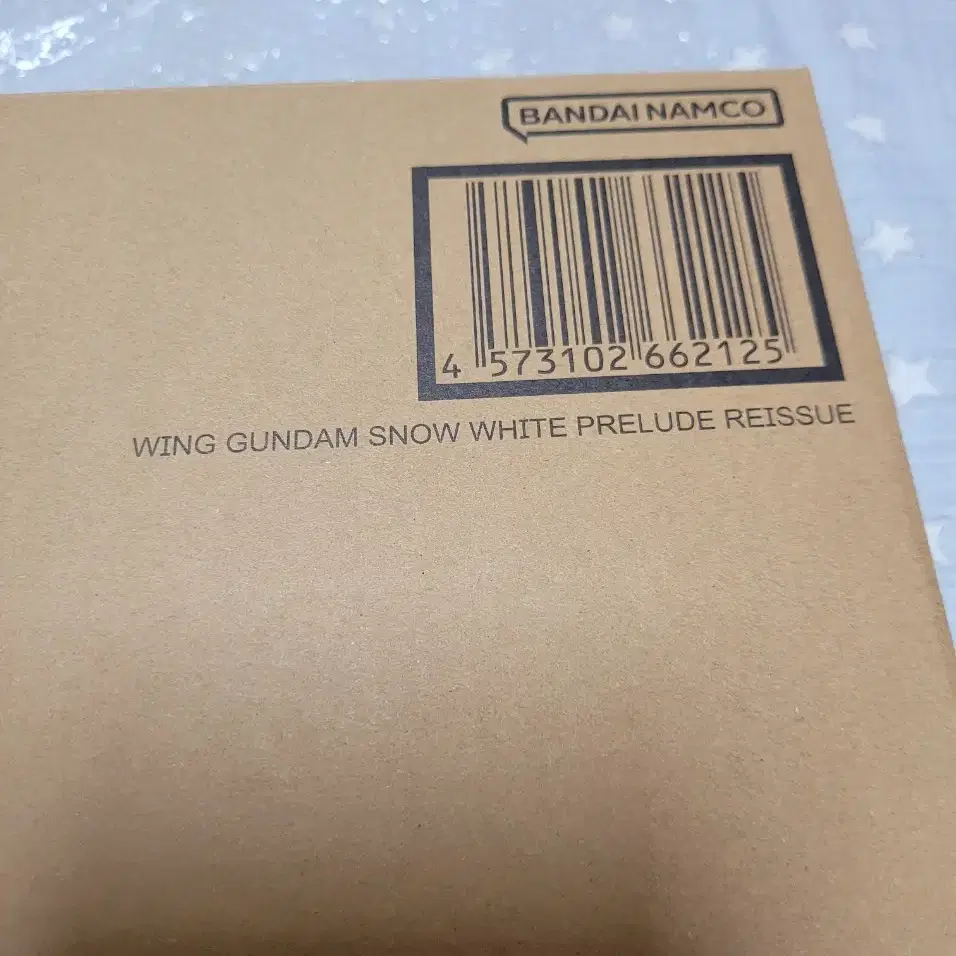 BANDAI NAMCO
4 573102 662125
WING GUNDAM SNOW WHITE PRELUDE REISSUE